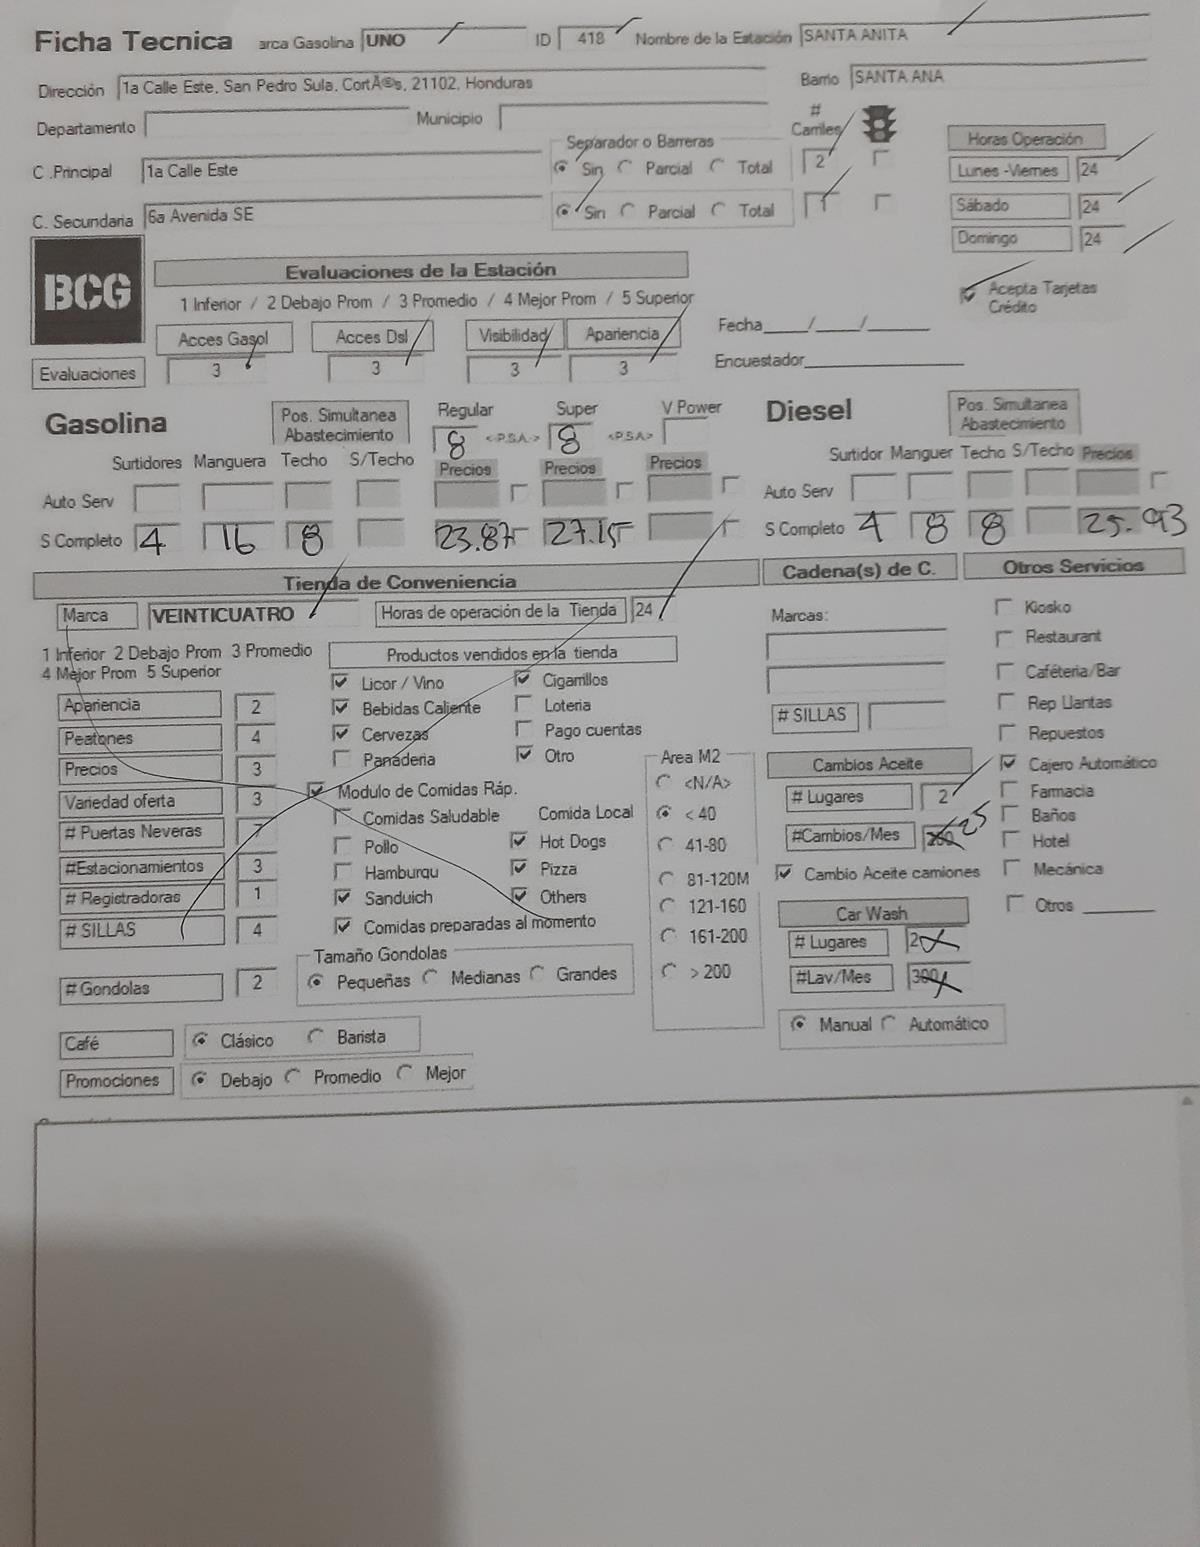 Ficha Tecnica arca Gasolina UNO ID 418 Nombre de la Estación SANTA ANITA
Dirección 1a Calle Este, San Pedro Sula, CortÃ©s, 21102, Honduras Barrio SANTA ANA
Departamento Municipio # Carriles
Separador o Barreras Horas Operación
C .Principal 1a Calle Este Sin Parcial Total 2 Lunes -Viernes 24
C. Secundaria 6a Avenida SE Sin Parcial Total 1 Sábado 24
Domingo 24
BCG
Evaluaciones de la Estación
1 Inferior / 2 Debajo Prom / 3 Promedio / 4 Mejor Prom / 5 Superior
Acepta Tarjetas Crédito
Acces Gasol Acces Dsl Visibilidad Apariencia Fecha____/____/______
Evaluaciones 3 3 3 3 Encuestador
Gasolina Pos. Simultanea Abastecimiento Regular Super V Power Diesel Pos. Simultanea Abastecimiento
8 <-P.S.A.-> 8 <P.S.A>
Surtidores Manguera Techo S/Techo Precios Precios Precios Surtidor Manguer Techo S/Techo Precios
Auto Serv Auto Serv
S Completo 4 16 8 23.87 27.15 S Completo 4 8 8 25.93
Tienda de Conveniencia Cadena(s) de C. Otros Servicios
Marca VEINTICUATRO Horas de operación de la Tienda 24 Marcas: Kiosko
1 Inferior 2 Debajo Prom 3 Promedio Productos vendidos en la tienda Restaurant
4 Mejor Prom 5 Superior Licor / Vino Cigarrillos Caféteria/Bar
Apariencia 2 Bebidas Caliente Loteria # SILLAS Rep Llantas
Peatones 4 Cervezas Pago cuentas Repuestos
Precios 3 Panaderia Otro Area M2 Cambios Aceite Cajero Automático
Variedad oferta 3 Modulo de Comidas Ráp. <N/A> # Lugares 2 Farmacia
# Puertas Neveras 7 Comidas Saludable Comida Local < 40 Baños
Pollo Hot Dogs 41-80 #Cambios/Mes 25 Hotel
#Estacionamientos 3 Hamburqu Pizza 81-120M Cambio Aceite camiones Mecánica
# Registradoras 1 Sanduich Others 121-160 Car Wash Otros
# SILLAS 4 Comidas preparadas al momento 161-200 # Lugares 2
Tamaño Gondolas
# Gondolas 2 Pequeñas Medianas Grandes > 200 #Lav/Mes 300
Café Clásico Barista Manual Automático
Promociones Debajo Promedio Mejor